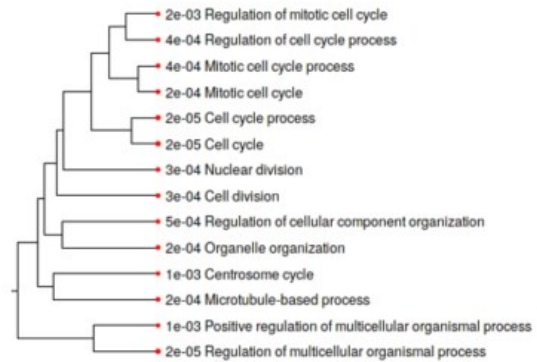 2e-03 Regulation of mitotic cell cycle
4e-04 Regulation of cell cycle process
4e-04 Mitotic cell cycle process
2e-04 Mitotic cell cycle
2e-05 Cell cycle process
2e-05 Cell cycle
3e-04 Nuclear division
3e-04 Cell division
5e-04 Regulation of cellular component organization
2e-04 Organelle organization
1e-03 Centrosome cycle
2e-04 Microtubule-based process
1e-03 Positive regulation of multicellular organismal process
2e-05 Regulation of multicellular organismal process